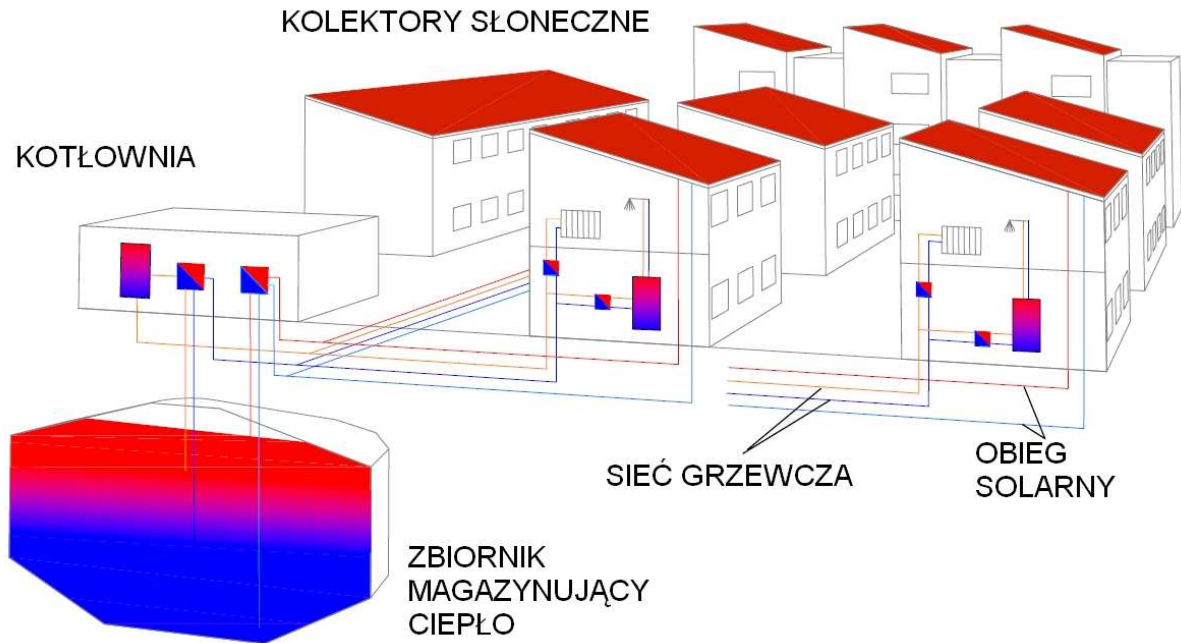 KOLEKTORY SŁONECZNE
KOTŁOWNIA
SIEĆ GRZEWCZA
OBIEG
SOLARNY
ZBIORNIK
MAGAZYNUJĄCY
CIEPŁO